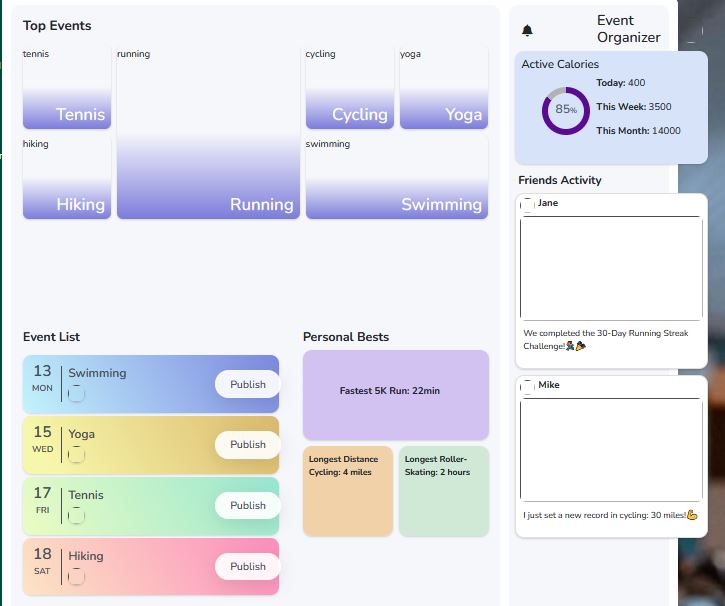 Top Events
tennis
Tennis
running
Running
cycling
Cycling
yoga
Yoga
hiking
Hiking
swimming
Swimming
Event List
13
MON
Swimming
Publish
15
WED
Yoga
Publish
17
FRI
Tennis
Publish
18
SAT
Hiking
Publish
Personal Bests
Fastest 5K Run: 22min
Longest Distance
Cycling: 4 miles
Longest Roller-
Skating: 2 hours
Event
Organizer
Active Calories
85%
Today: 400
This Week: 3500
This Month: 14000
Friends Activity
Jane
We completed the 30-Day Running Streak
Challenge!
Mike
I just set a new record in cycling: 30 miles!💪